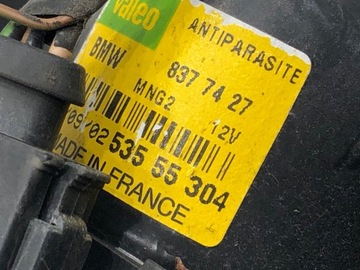 Valeo
ANTIPARASITE
BMW
837 74 27
MNG2
12V
09/02 535 55 304
MADE IN FRANCE